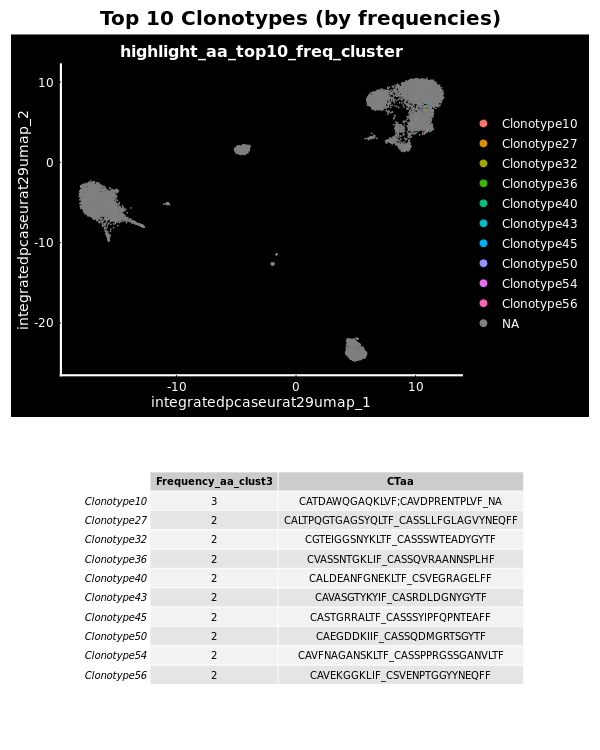 Top 10 Clonotypes (by frequencies)
highlight_aa_top10_freq_cluster
integratedpcaseurat29umap_2
10
0
-10
-20
-10
0
10
integratedpcaseurat29umap_1
Clonotype10
Clonotype27
Clonotype32
Clonotype36
Clonotype40
Clonotype43
Clonotype45
Clonotype50
Clonotype54
Clonotype56
NA
Frequency_aa_clust3 CTaa
Clonotype10 3 CATDAWQGAQKLVF;CAVDPRENTPLVF_NA
Clonotype27 2 CALTPQGTGAGSYQLTF_CASSLLFGLAGVYNEQFF
Clonotype32 2 CGTEIGGSNYKLTF_CASSSWTEADYGYTF
Clonotype36 2 CVASSNTGKLIF_CASSQVRAANNSPLHF
Clonotype40 2 CALDEANFGNEKLTF_CSVEGRAGELFF
Clonotype43 2 CAVASGTYKYIF_CASRDLDGNYGYTF
Clonotype45 2 CASTGRRALTF_CASSSYIPFQPNTEAFF
Clonotype50 2 CAEGDDKIIF_CASSQDMGRTSGYTF
Clonotype54 2 CAVFNAGANSKLTF_CASSPPRGSSGANVLTF
Clonotype56 2 CAVEKGGKLIF_CSVENPTGGYYNEQFF